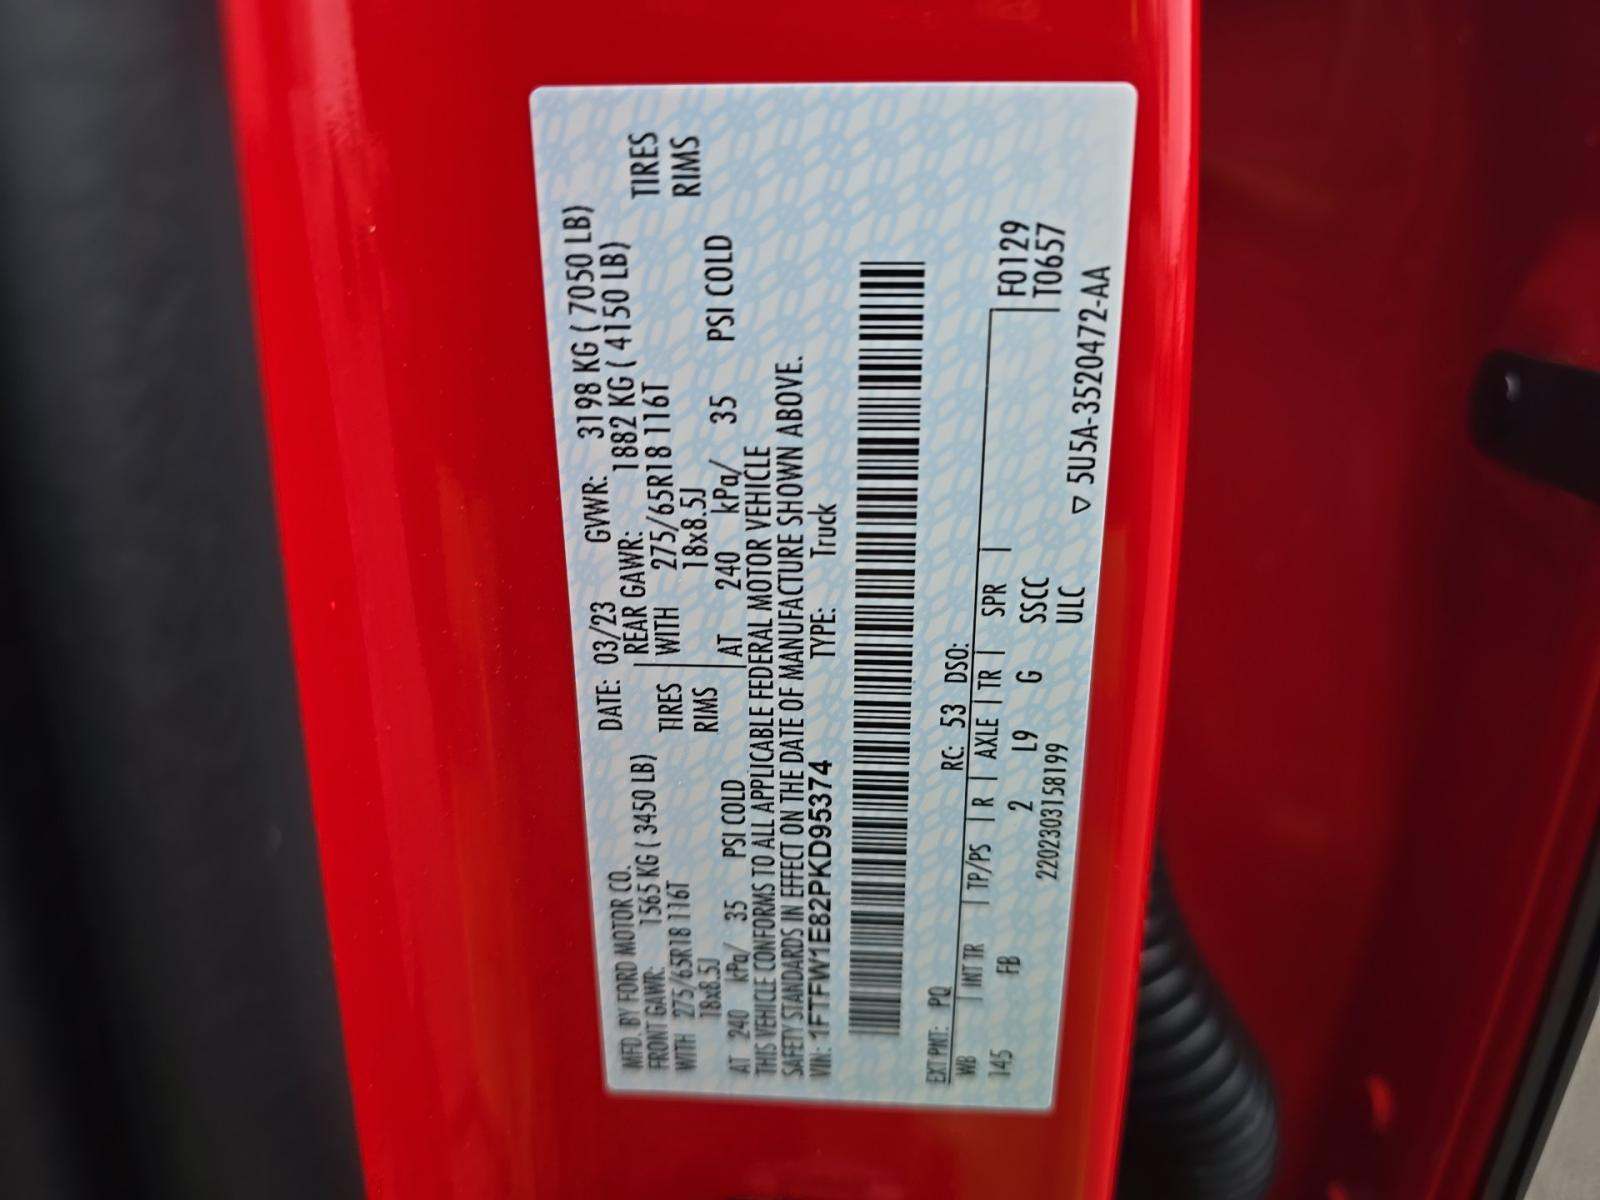 MFD. BY FORD MOTOR CO.
DATE: 03/23 GVWR: 3198 KG ( 7050 LB)
FRONT GAWR: 1565 KG ( 3450 LB) REAR GAWR: 1882 KG ( 4150 LB)
WITH 275/65R18 116T TIRES WITH 275/65R18 116T TIRES
18x8.5J RIMS 18x8.5J RIMS
AT 240 kPa/ 35 PSI COLD AT 240 kPa/ 35 PSI COLD
THIS VEHICLE CONFORMS TO ALL APPLICABLE FEDERAL MOTOR VEHICLE
SAFETY STANDARDS IN EFFECT ON THE DATE OF MANUFACTURE SHOWN ABOVE.
VIN: 1FTFW1E82PKD95374 TYPE: Truck
EXT PNT: PQ RC: 53 DSO:
WB | INT TR | TP/PS | R | AXLE | TR | SPR | F0129
145 FB 2 L9 G SSCC T0657
2202303158199 ULC
▽ 5U5A-3520472-AA